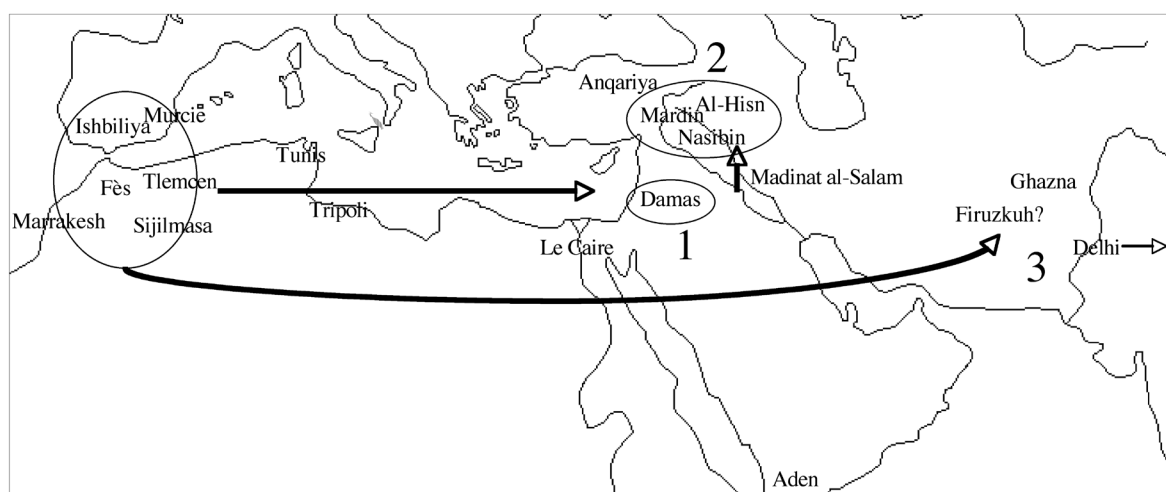 2
Anqariya
Al-Hisn
Mardin
Murcie
Ishbiliya
Nasibin
Tunis
Madinat al-Salam
Tlemcen
Fès
Ghazna
Damas
Tripoli
Firuzkuh?
Marrakesh
Sijilmasa
Le Caire
1
Delhi
3
Aden